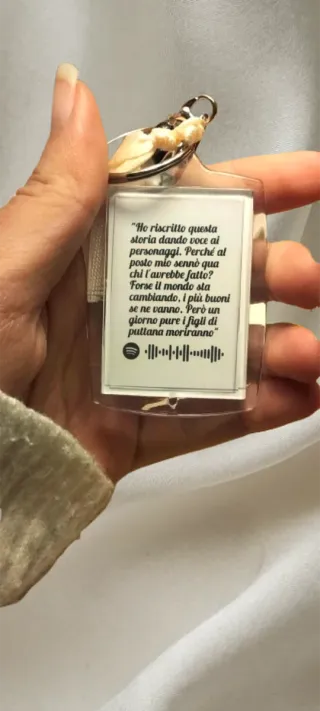 "Ho riscritto questa
storia dando voce ai
personaggi. Perché al
posto mio sennò qua
chi l'avrebbe fatto?
Forse il mondo sta
cambiando, i più buoni
se ne vanno. Però un
giorno pure i figli di
puttana moriranno"